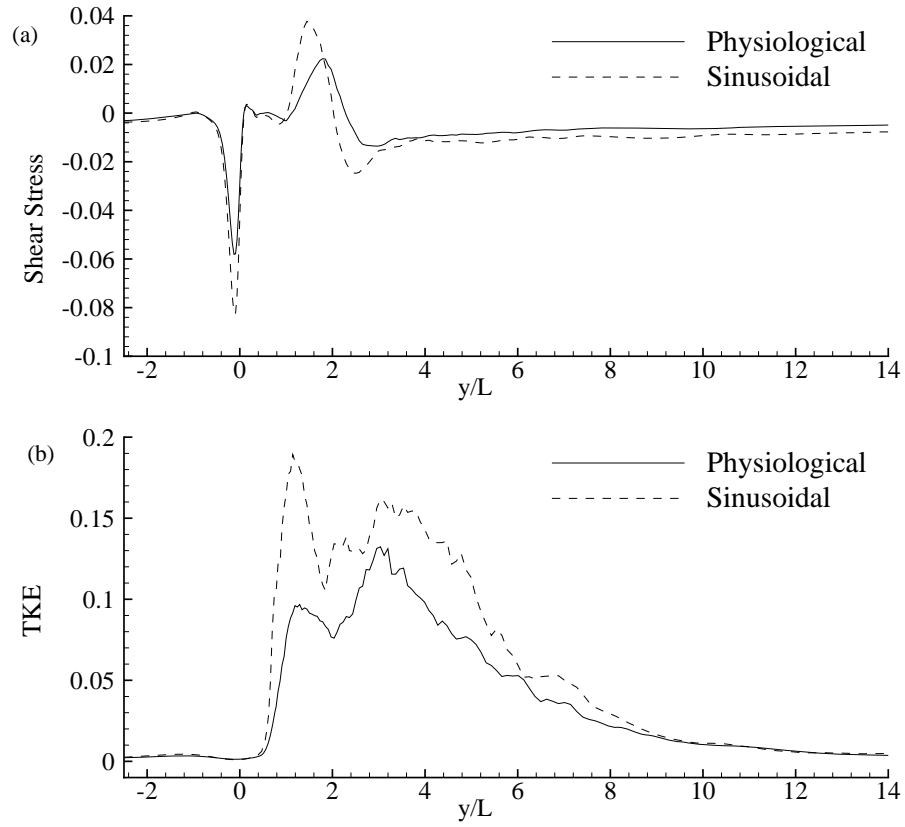 (a)
0.04
0.02
0
-0.02
-0.04
-0.06
-0.08
-0.1
Shear Stress
Physiological
Sinusoidal
-2 0 2 4 6 8 10 12 14
y/L
(b)
0.2
0.15
0.1
0.05
0
TKE
Physiological
Sinusoidal
-2 0 2 4 6 8 10 12 14
y/L